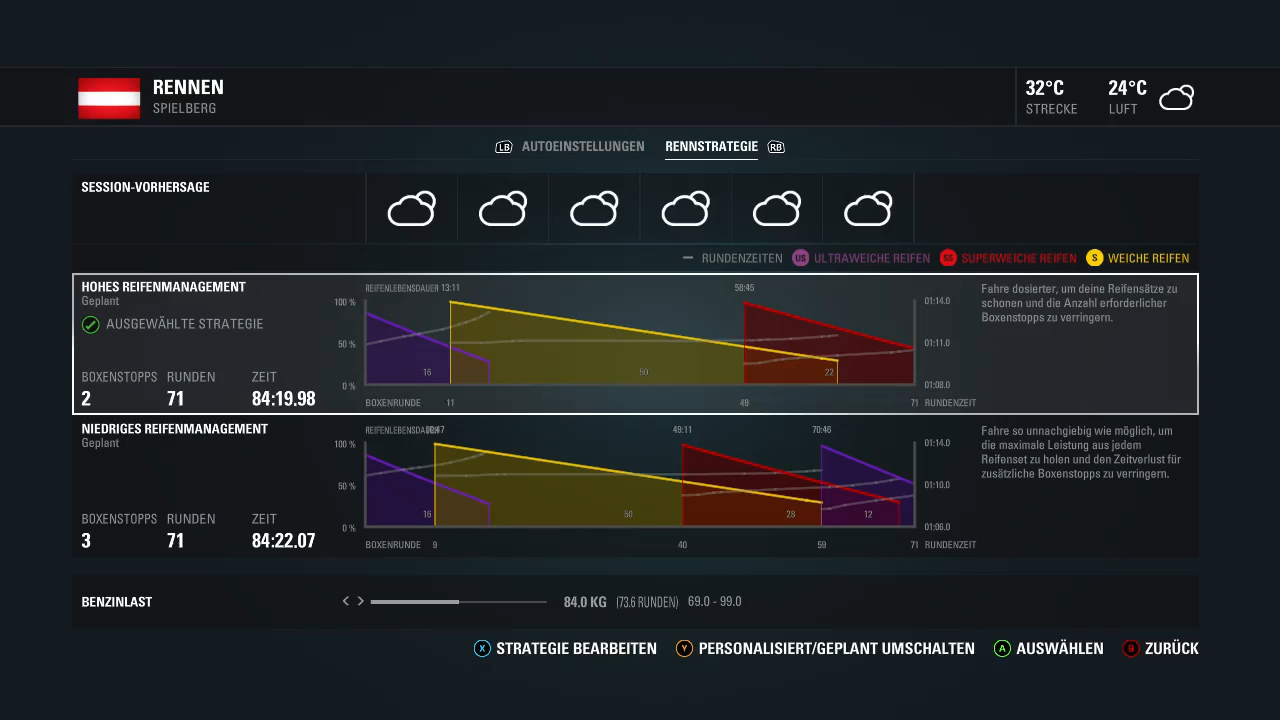 RENNEN
SPIELBERG
32°C
STRECKE
24°C
LUFT
LB AUTOEINSTELLUNGEN RENNSTRATEGIE RB
SESSION-VORHERSAGE
RUNDENZEITEN US ULTRAWEICHE REIFEN SS SUPERWEICHE REIFEN S WEICHE REIFEN
HOHES REIFENMANAGEMENT
Geplant
AUSGEWÄHLTE STRATEGIE
BOXENSTOPPS RUNDEN ZEIT
2 71 84:19.98
REIFENLEBENSDAUER 13:11 58:45
100 %
50 %
0 %
16 50 22
01:14.0
01:11.0
01:08.0
BOXENRUNDE 11 49 71 RUNDENZEIT
Fahre dosierter, um deine Reifensätze zu
schonen und die Anzahl erforderlicher
Boxenstopps zu verringern.
NIEDRIGES REIFENMANAGEMENT
Geplant
BOXENSTOPPS RUNDEN ZEIT
3 71 84:22.07
49:11 70:46
100 %
50 %
0 %
16 50 28 12
01:14.0
01:10.0
01:06.0
BOXENRUNDE 9 40 59 71 RUNDENZEIT
Fahre so unnachgiebig wie möglich, um
die maximale Leistung aus jedem
Reifenset zu holen und den Zeitverlust für
zusätzliche Boxenstopps zu verringern.
BENZINLAST
84.0 KG (73.6 RUNDEN) 69.0 - 99.0
X STRATEGIE BEARBEITEN Y PERSONALISIERT/GEPLANT UMSCHALTEN A AUSWÄHLEN B ZURÜCK